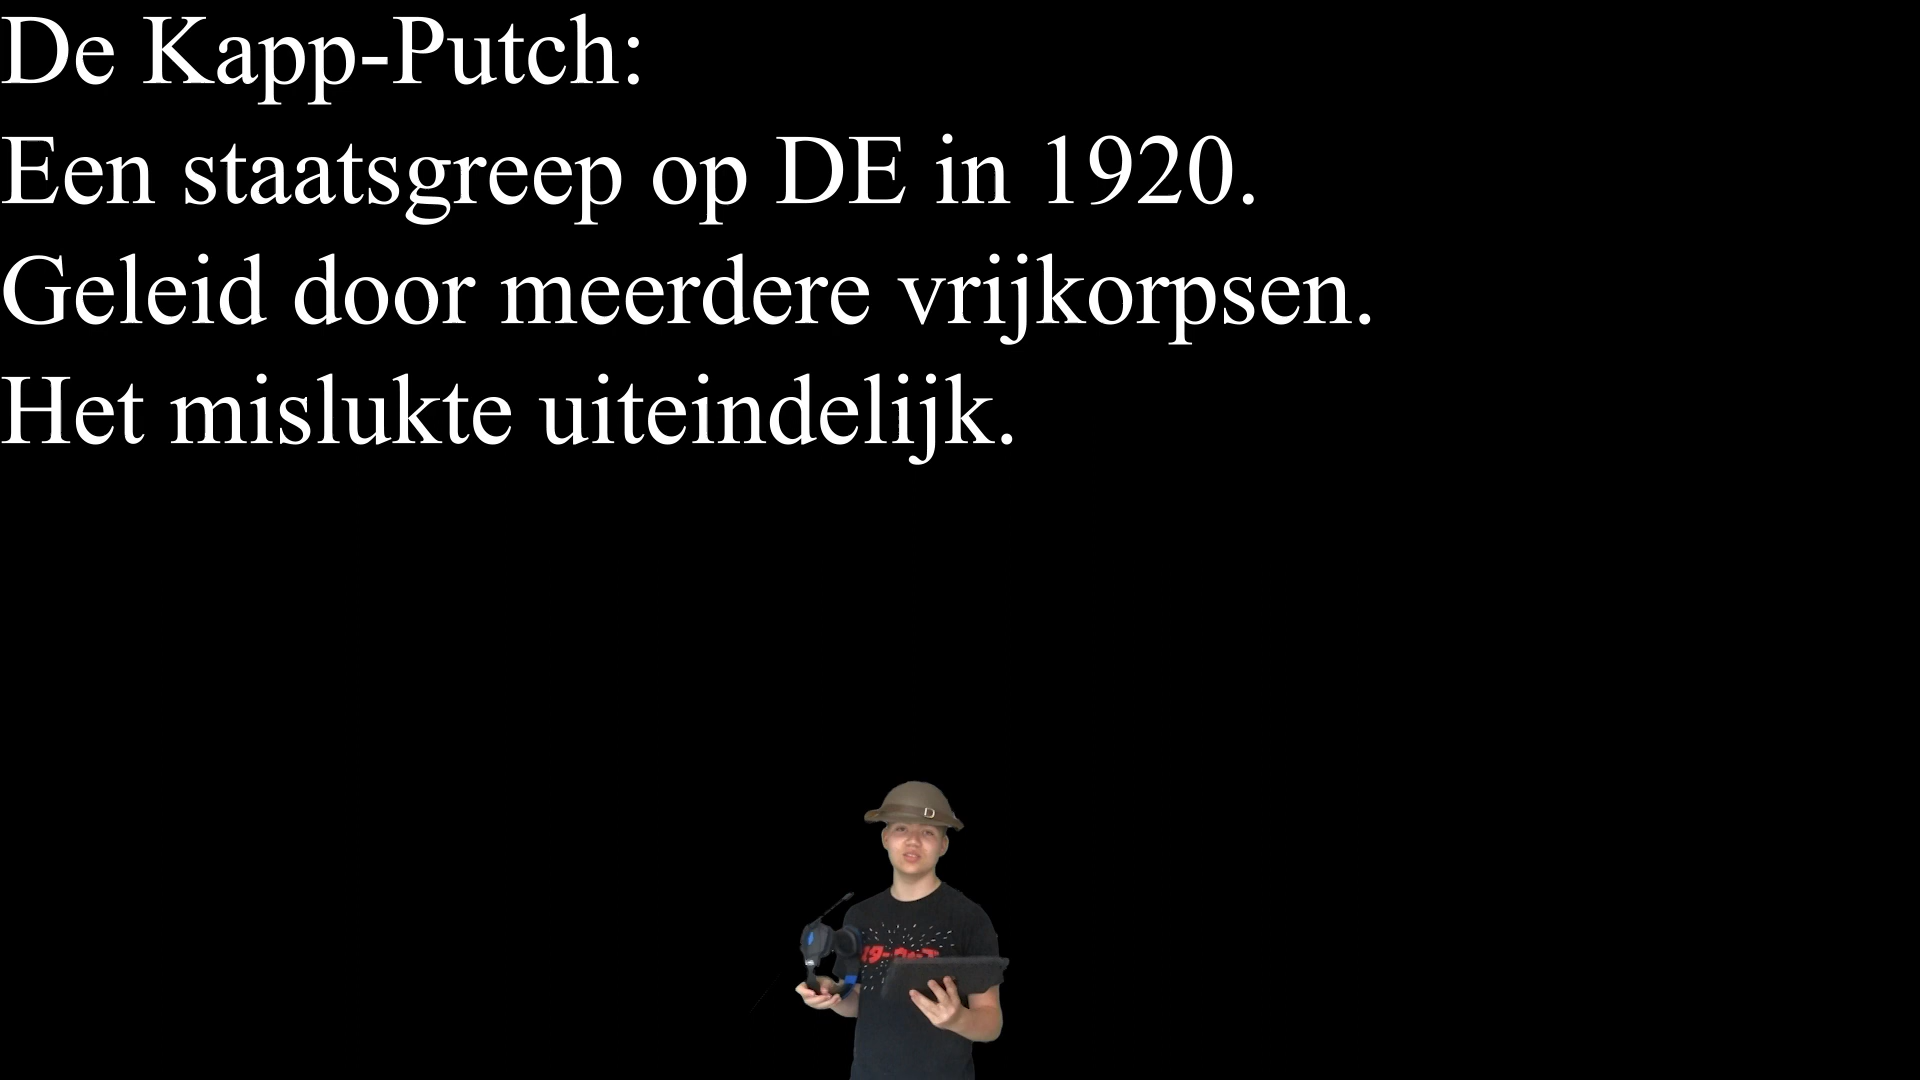 De Kapp-Putch:
Een staatsgreep op DE in 1920.
Geleid door meerdere vrijkorpsen.
Het mislukte uiteindelijk.
D